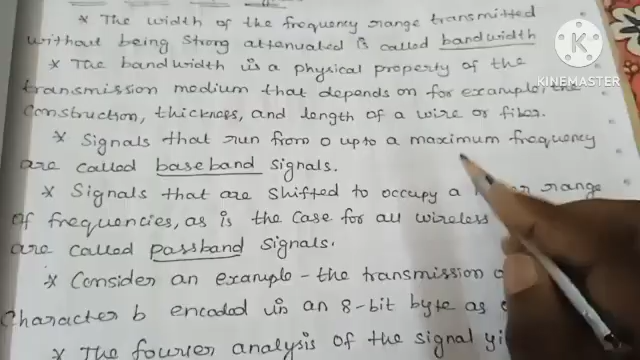 * The width of the frequency range transmitted
without being strong attenuated is called bandwidth
* The bandwidth is a physical property of the
transmission medium that depends on for example, the
construction, thickness, and length of a wire or fiber.
* Signals that run from 0 upto a maximum frequency
are called baseband signals.
* Signals that are shifted to occupy a range
of frequencies, as is the case for all wireless
are called passband signals.
* Consider an example - the transmission
character b encoded in an 8-bit byte as
* The fourier analysis of the signal
KINEMASTER